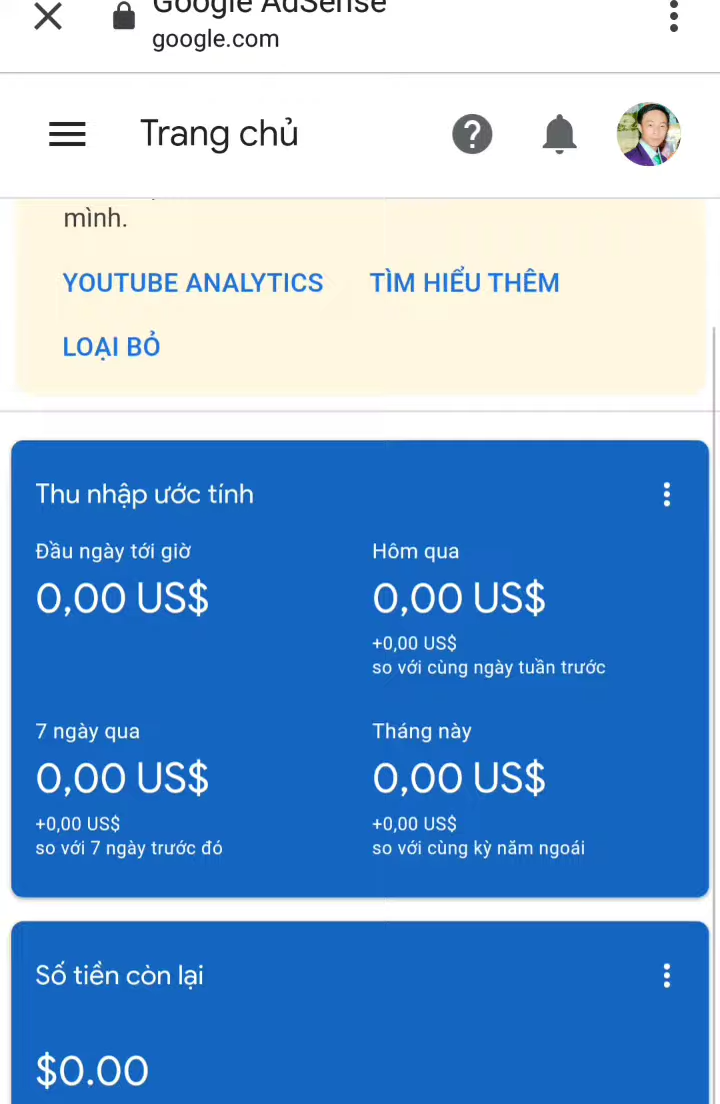 Google AdSense
google.com
Trang chủ
mình.
YOUTUBE ANALYTICS TÌM HIỂU THÊM
LOẠI BỎ
Thu nhập ước tính
Đầu ngày tới giờ
0,00 US$
Hôm qua
0,00 US$
+0,00 US$
so với cùng ngày tuần trước
7 ngày qua
0,00 US$
+0,00 US$
so với 7 ngày trước đó
Tháng này
0,00 US$
+0,00 US$
so với cùng kỳ năm ngoái
Số tiền còn lại
$0.00